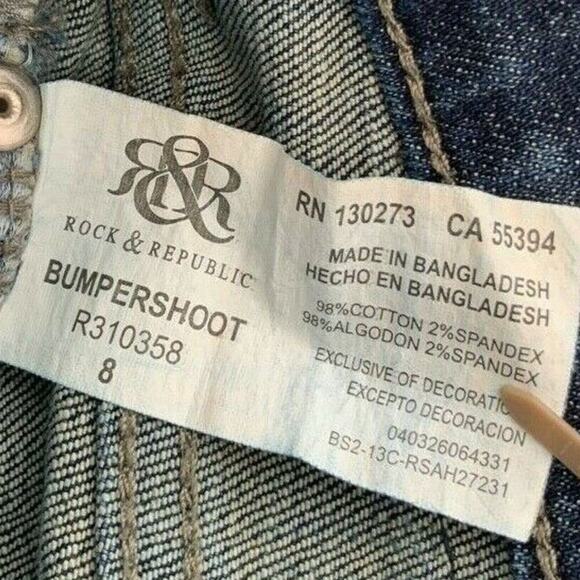 R&R
ROCK & REPUBLIC
BUMPERSHOOT
R310358
8
RN 130273 CA 55394
MADE IN BANGLADESH
HECHO EN BANGLADESH
98%COTTON 2%SPANDEX
98%ALGODON 2%SPANDEX
EXCLUSIVE OF
EXCEPTO DECORACION
040326064331
BS2-13C-RSAH27231